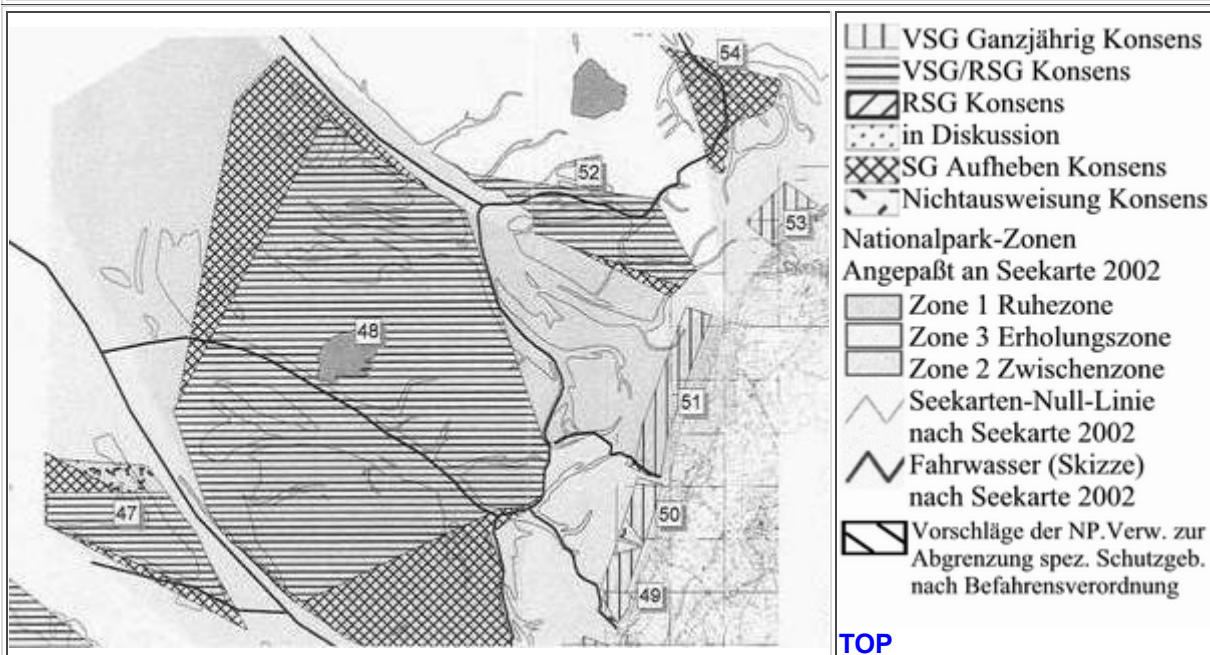 54
52
53
48
51
47
50
49
VSG Ganzjährig Konsens
VSG/RSG Konsens
RSG Konsens
in Diskussion
SG Aufheben Konsens
Nichtausweisung Konsens
Nationalpark-Zonen
Angepaßt an Seekarte 2002
Zone 1 Ruhezone
Zone 3 Erholungszone
Zone 2 Zwischenzone
Seekarten-Null-Linie
nach Seekarte 2002
Fahrwasser (Skizze)
nach Seekarte 2002
Vorschläge der NP.Verw. zur
Abgrenzung spez. Schutzgeb.
nach Befahrensverordnung
TOP